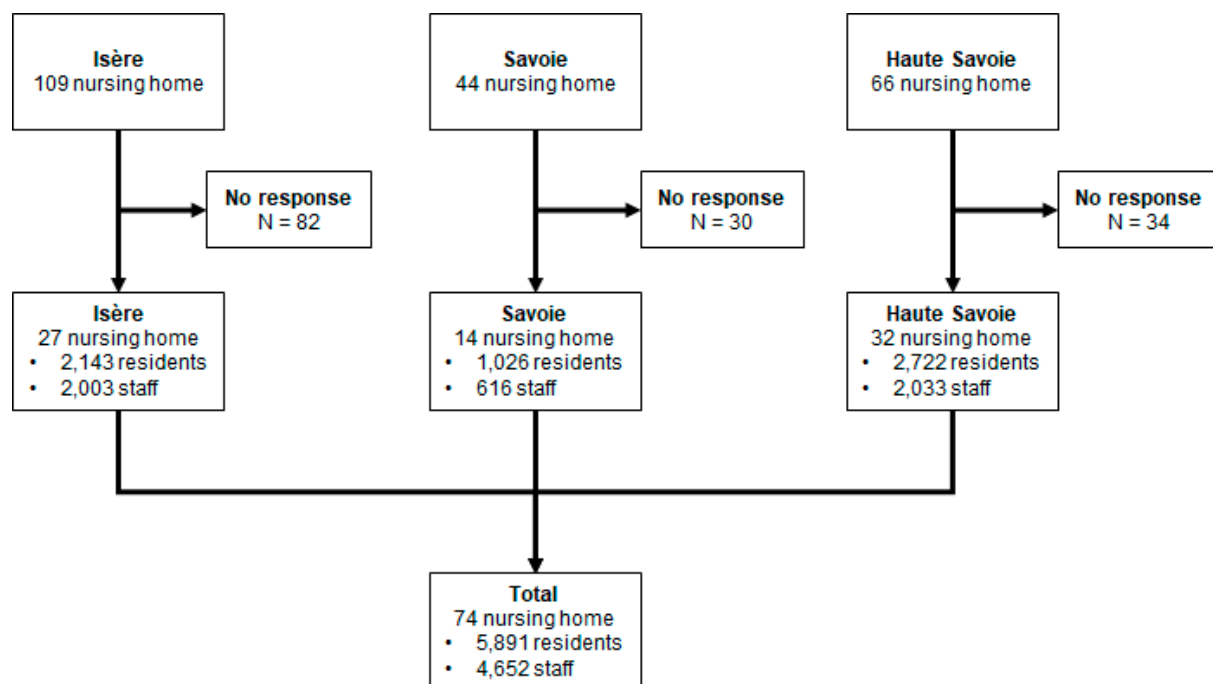 Isère
109 nursing home
Savoie
44 nursing home
Haute Savoie
66 nursing home
No response
N = 82
No response
N = 30
No response
N = 34
Isère
27 nursing home
• 2,143 residents
• 2,003 staff
Savoie
14 nursing home
• 1,026 residents
• 616 staff
Haute Savoie
32 nursing home
• 2,722 residents
• 2,033 staff
Total
74 nursing home
• 5,891 residents
• 4,652 staff